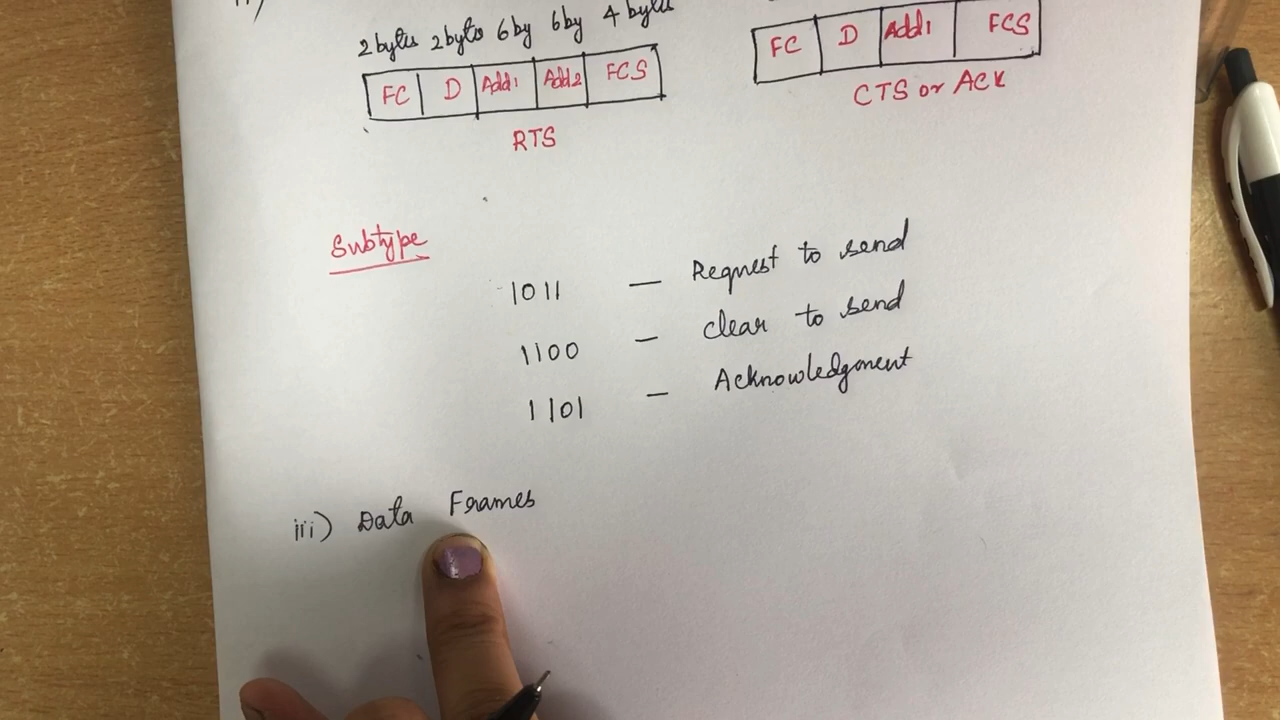 2 bytes 2 byts 6 by 6 by 4 bytes
FC D Add1 Add2 FCS
RTS
FC D Add1 FCS
CTS or ACK
Subtype
1011 — Request to send
1100 — clear to send
1101 — Acknowledgment
iii) Data Frames